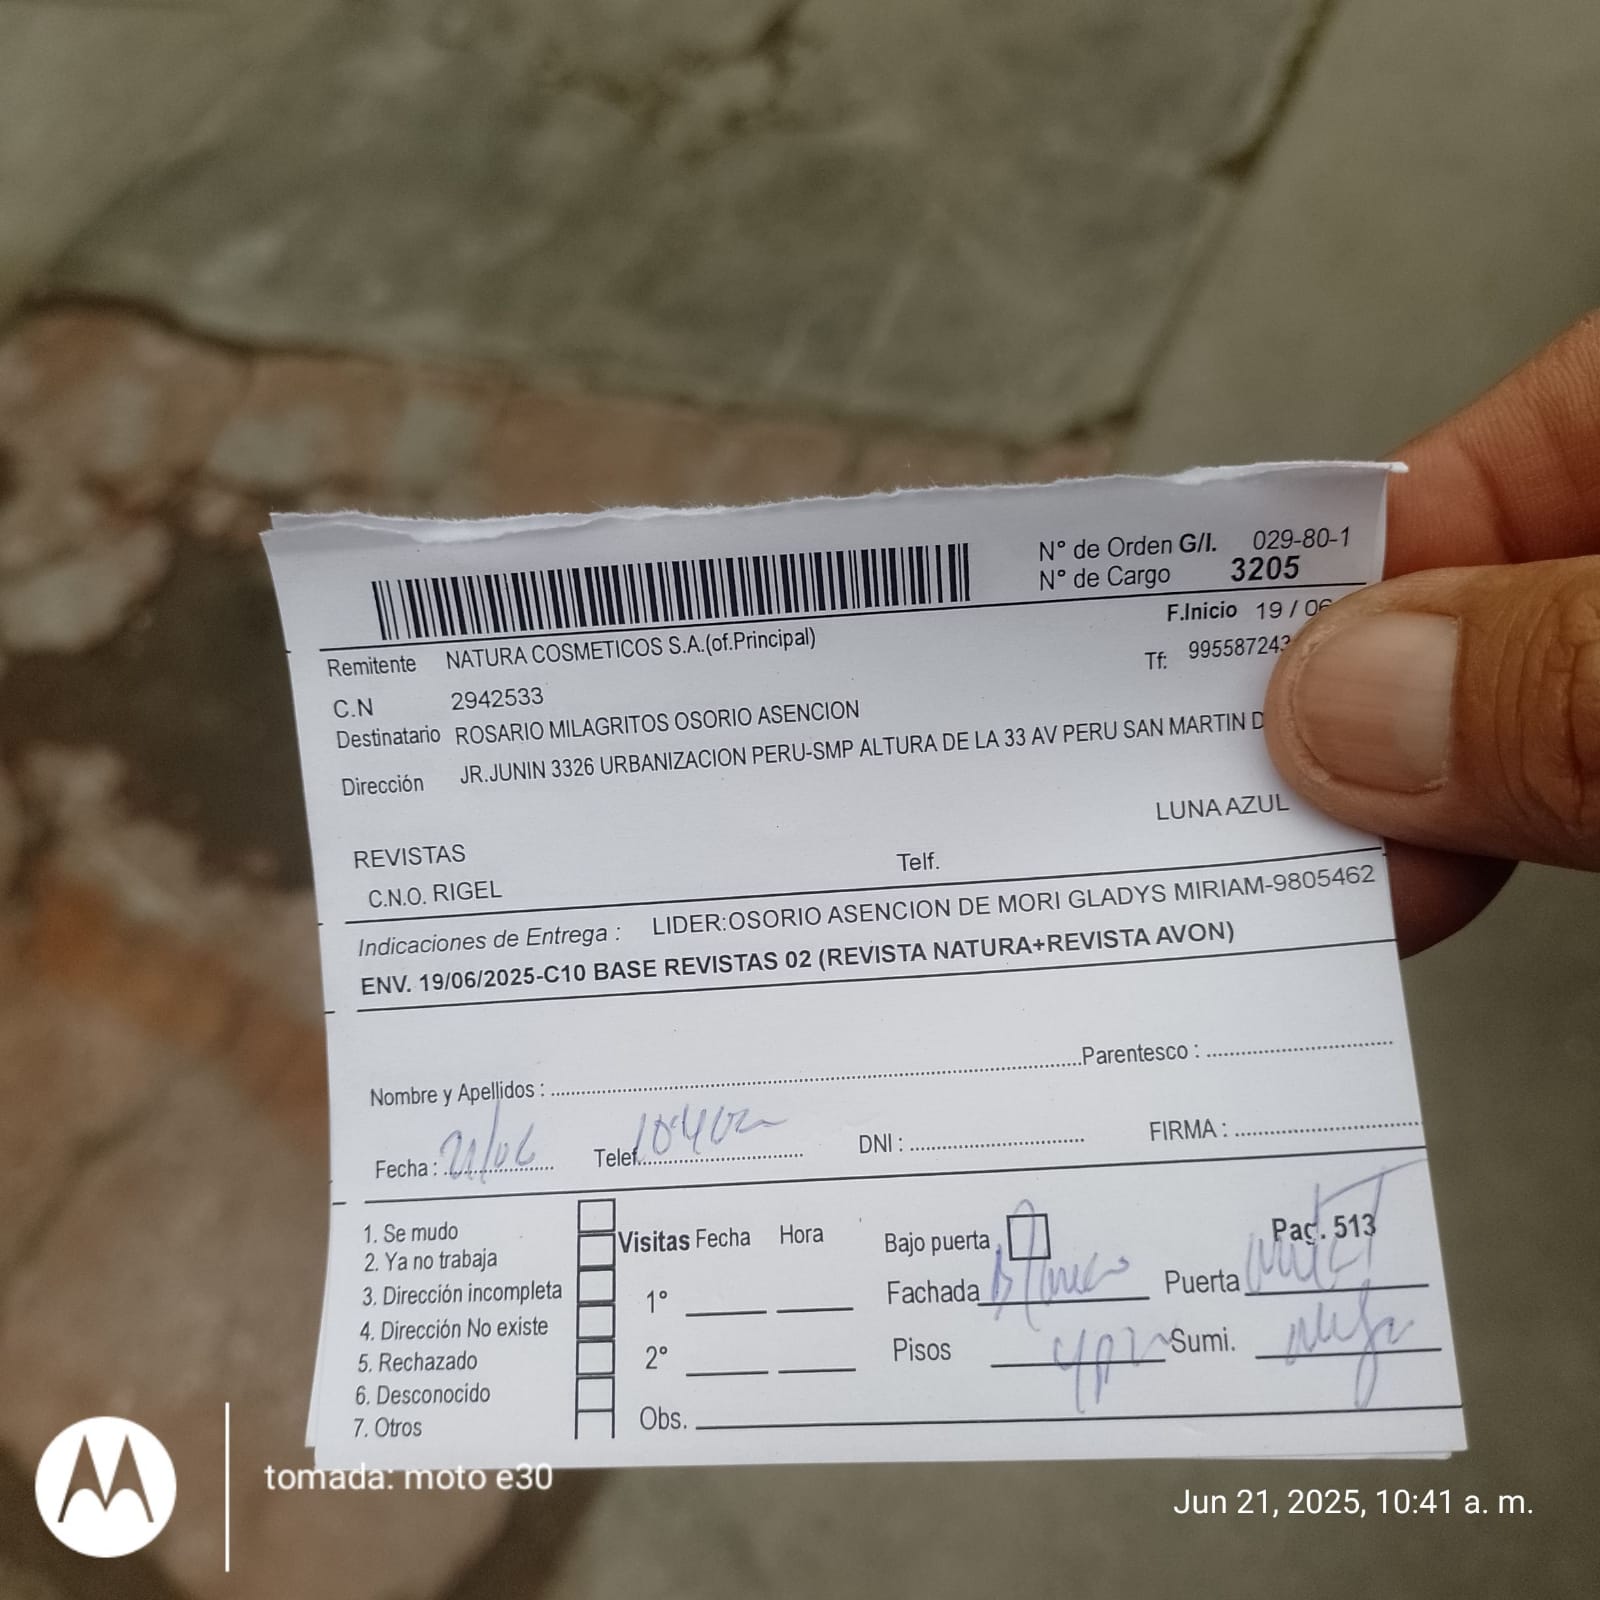 N° de Orden G/I. 029-80-1
N° de Cargo 3205
F.Inicio 19 / 06
Remitente NATURA COSMETICOS S.A.(of.Principal)
Tf: 99558724
C.N 2942533
Destinatario ROSARIO MILAGRITOS OSORIO ASENCION
Dirección JR.JUNIN 3326 URBANIZACION PERU-SMP ALTURA DE LA 33 AV PERU SAN MARTIN D
LUNA AZUL
REVISTAS
Telf.
C.N.O. RIGEL
Indicaciones de Entrega : LIDER:OSORIO ASENCION DE MORI GLADYS MIRIAM-9805462
ENV. 19/06/2025-C10 BASE REVISTAS 02 (REVISTA NATURA+REVISTA AVON)
Nombre y Apellidos : Parentesco :
Fecha : 21/06 Telef. DNI : FIRMA :
1. Se mudo
2. Ya no trabaja
3. Dirección incompleta
4. Dirección No existe
5. Rechazado
6. Desconocido
7. Otros
Visitas Fecha Hora
1°
2°
Obs.
Bajo puerta Pag. 513
Fachada Blanco Puerta
Pisos Sumi.
tomada: moto e30
Jun 21, 2025, 10:41 a. m.